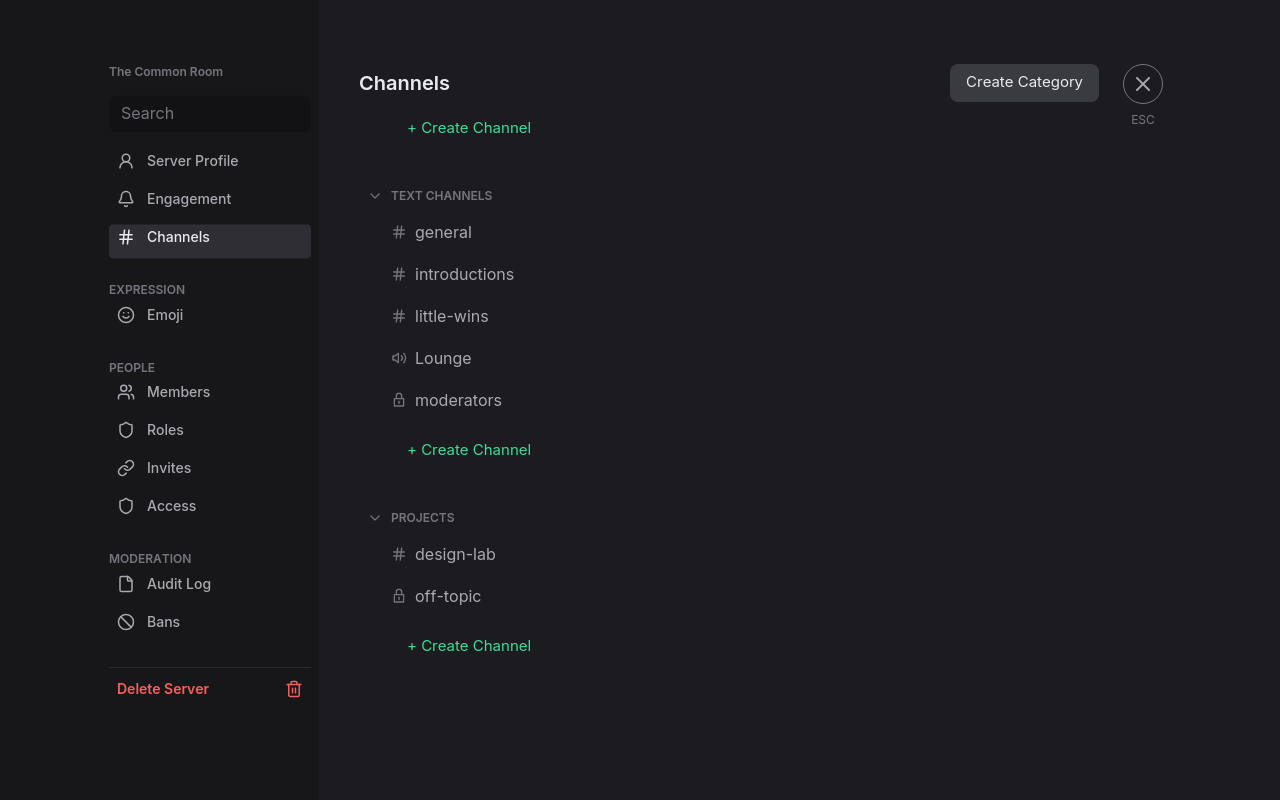 The Common Room
Search
Server Profile
Engagement
Channels
EXPRESSION
Emoji
PEOPLE
Members
Roles
Invites
Access
MODERATION
Audit Log
Bans
Delete Server
Channels
Create Category
ESC
+ Create Channel
TEXT CHANNELS
general
introductions
little-wins
Lounge
moderators
+ Create Channel
PROJECTS
design-lab
off-topic
+ Create Channel